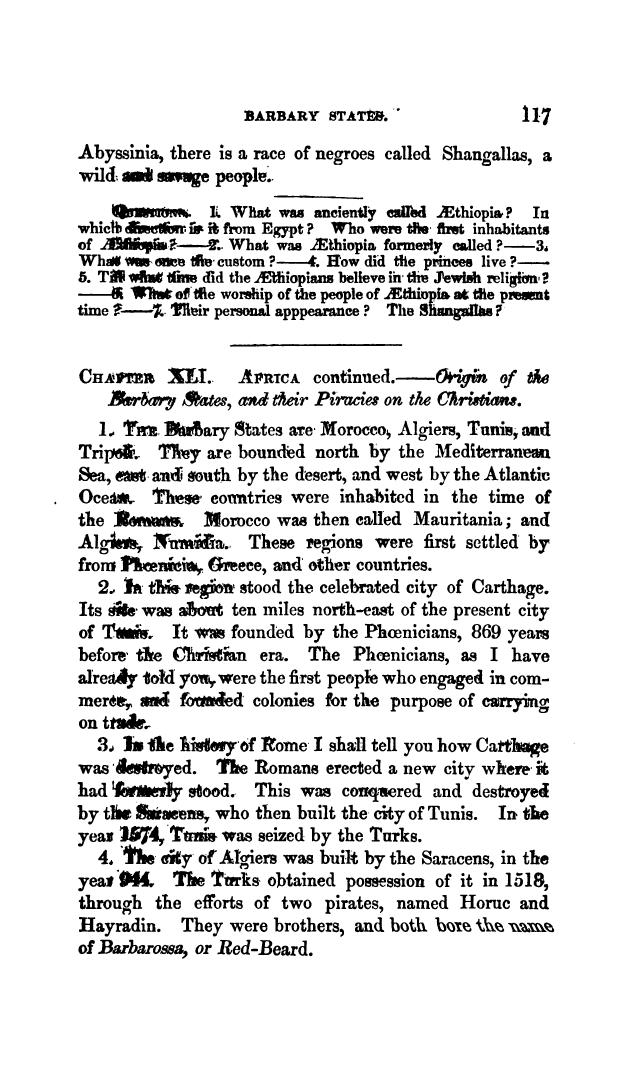 BARBARY STATES. 117
Abyssinia, there is a race of negroes called Shangallas, a
wild and savage people.
Questions. 1. What was anciently called Æthiopia? In
which direction is it from Egypt? Who were the first inhabitants
of Æthiopia?——2. What was Æthiopia formerly called?——3.
What was once the custom?——4. How did the princes live?——
5. Till what time did the Æthiopians believe in the Jewish religion?
——6. What of the worship of the people of Æthiopia at the present
time?——7. Their personal apppearance? The Shangallas?
CHAPTER XLI. AFRICA continued.——Origin of the
Barbary States, and their Piracies on the Christians.
1. THE Barbary States are Morocco, Algiers, Tunis, and
Tripoli. They are bounded north by the Mediterranean
Sea, east and south by the desert, and west by the Atlantic
Ocean. These countries were inhabited in the time of
the Romans. Morocco was then called Mauritania; and
Algiers, Numidia. These regions were first settled by
from Phœnicia, Greece, and other countries.
2. In this region stood the celebrated city of Carthage.
Its site was about ten miles north-east of the present city
of Tunis. It was founded by the Phœnicians, 869 years
before the Christian era. The Phœnicians, as I have
already told you, were the first people who engaged in com-
merce, and founded colonies for the purpose of carrying
on trade.
3. In the history of Rome I shall tell you how Carthage
was destroyed. The Romans erected a new city where it
had formerly stood. This was conquered and destroyed
by the Saracens, who then built the city of Tunis. In the
year 1574, Tunis was seized by the Turks.
4. The city of Algiers was built by the Saracens, in the
year 944. The Turks obtained possession of it in 1518,
through the efforts of two pirates, named Horuc and
Hayradin. They were brothers, and both bore the name
of Barbarossa, or Red-Beard.